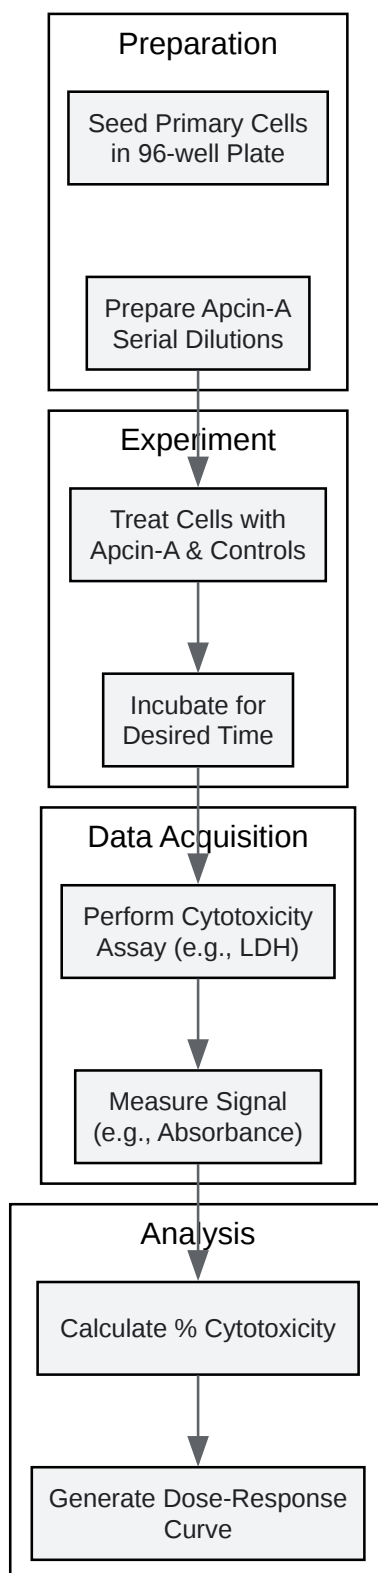 Preparation
Seed Primary Cells
in 96-well Plate
Prepare Apcin-A
Serial Dilutions
Experiment
Treat Cells with
Apcin-A & Controls
Incubate for
Desired Time
Data Acquisition
Perform Cytotoxicity
Assay (e.g., LDH)
Measure Signal
(e.g., Absorbance)
Analysis
Calculate % Cytotoxicity
Generate Dose-Response
Curve